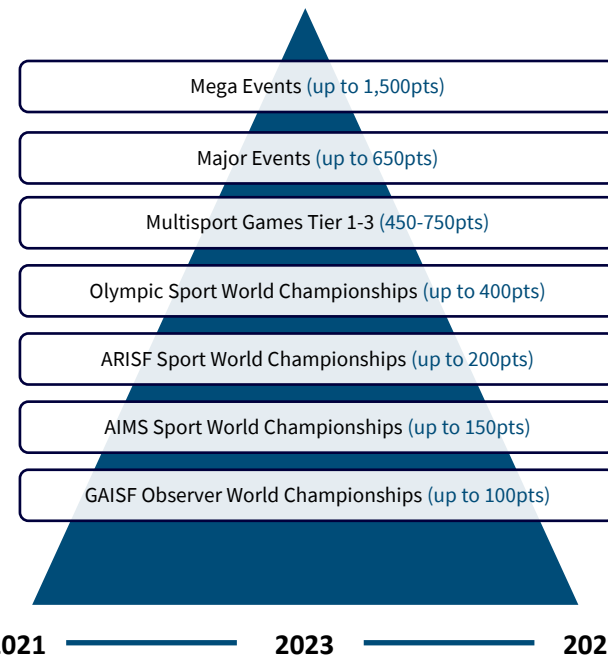 Mega Events (up to 1,500pts)
Major Events (up to 650pts)
Multisport Games Tier 1-3 (450-750pts)
Olympic Sport World Championships (up to 400pts)
ARISF Sport World Championships (up to 200pts)
AIMS Sport World Championships (up to 150pts)
GAISF Observer World Championships (up to 100pts)
2023